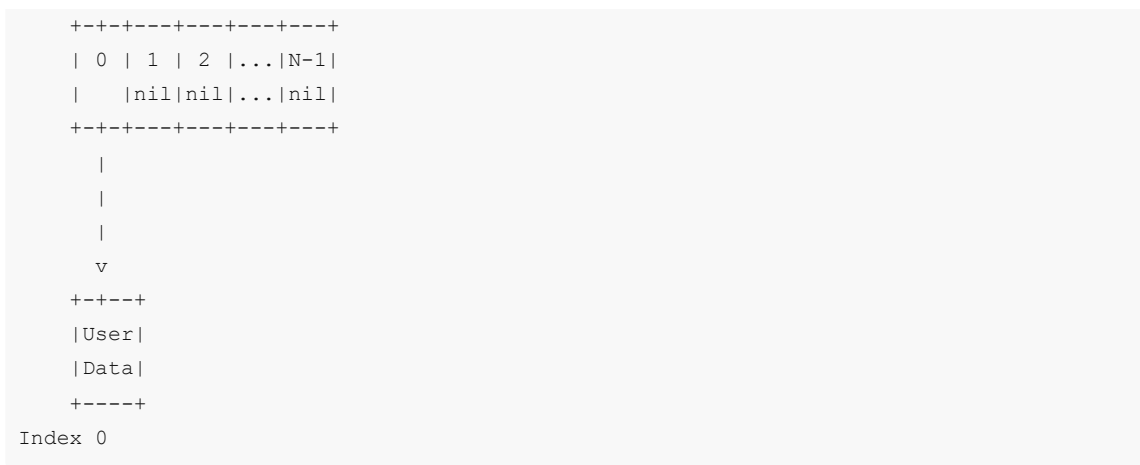 +-+-+---+---+---+---+
| 0 | 1 | 2 |...|N-1|
|   |nil|nil|...|nil|
+-+-+---+---+---+---+
|
|
|
v
+-+--+
|User|
|Data|
+----+
Index 0